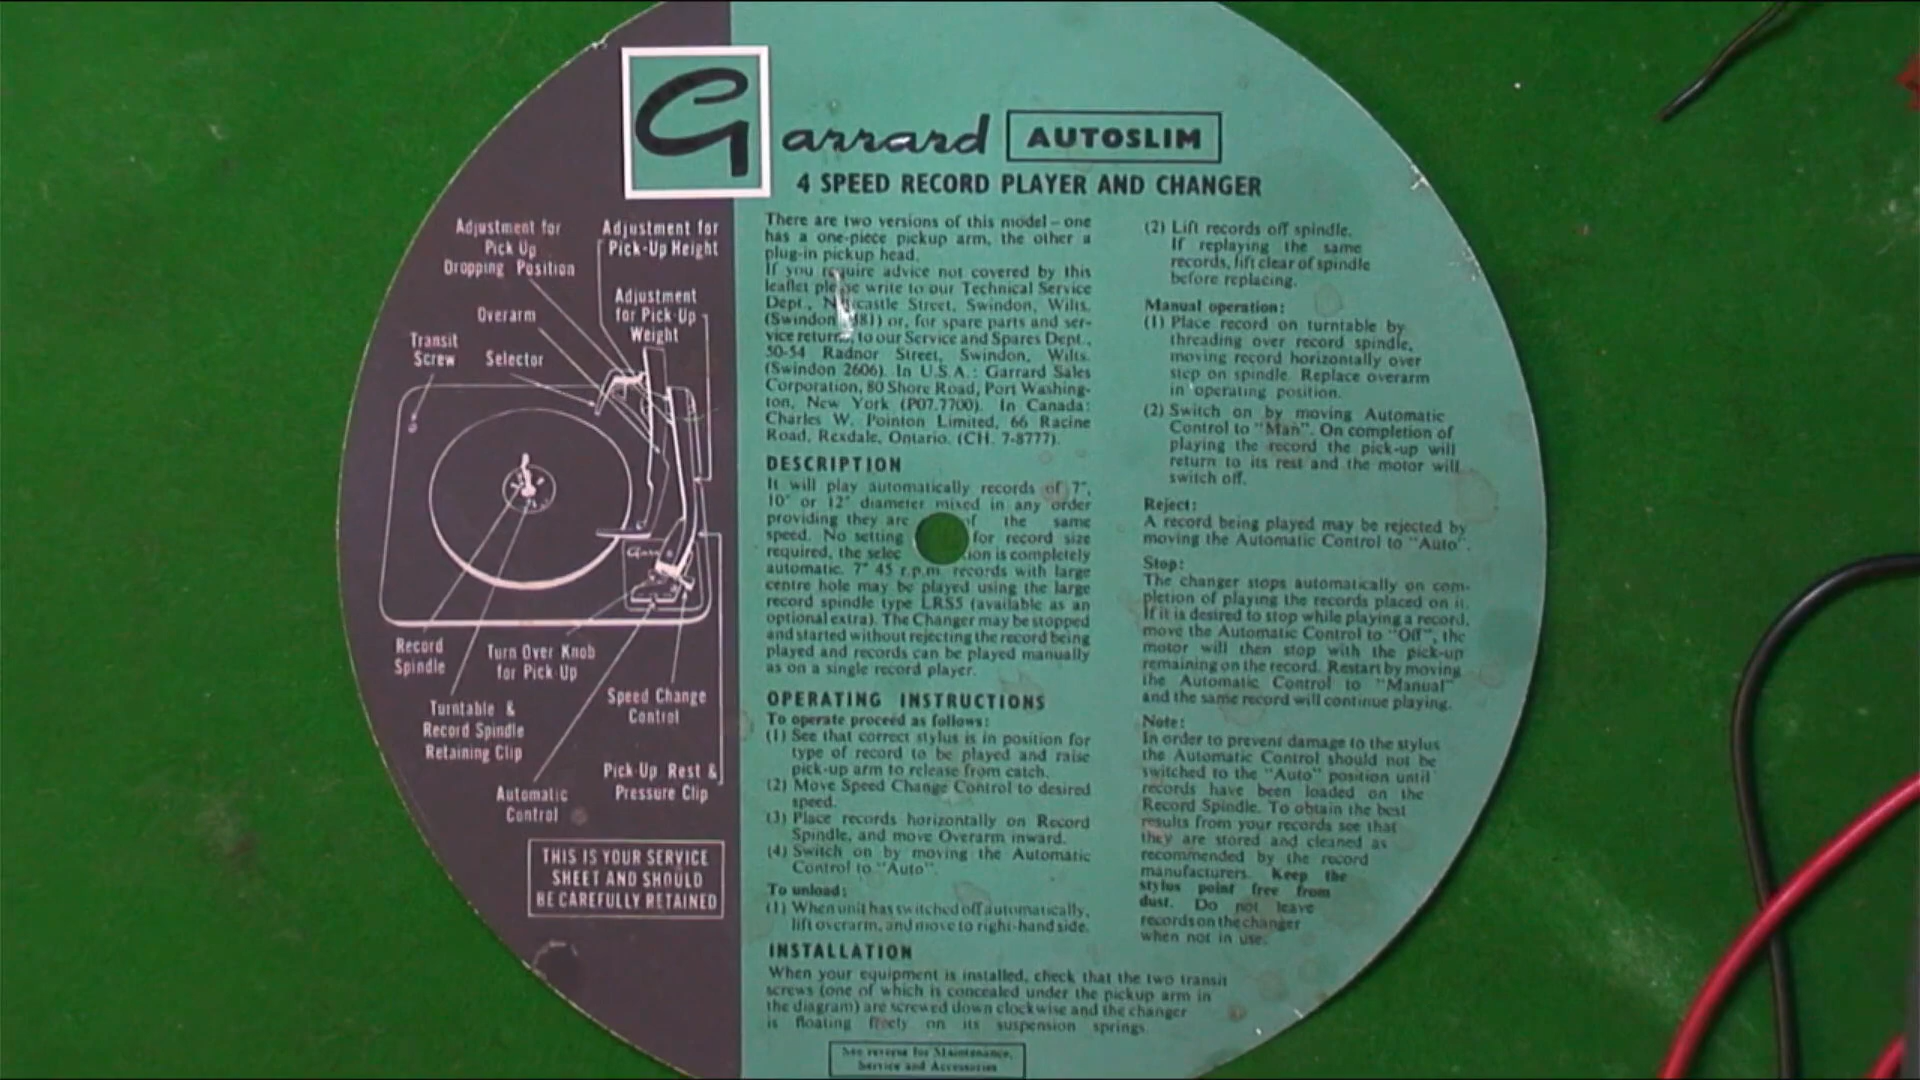 Garrard AUTOSLIM
4 SPEED RECORD PLAYER AND CHANGER
Adjustment for
Pick Up
Dropping Position
Adjustment for
Pick-Up Height
Adjustment
for Pick-Up
Weight
Overarm
Transit
Screw
Selector
Record
Spindle
Turn Over Knob
for Pick-Up
Turntable &
Record Spindle
Retaining Clip
Speed Change
Control
Pick-Up Rest &
Pressure Clip
Automatic
Control
THIS IS YOUR SERVICE
SHEET AND SHOULD
BE CAREFULLY RETAINED
There are two versions of this model – one
has a one-piece pickup arm, the other a
plug-in pickup head.
If you require advice not covered by this
leaflet please write to our Technical Service
Dept., Street, Swindon, Wilts.
(Swindon or, for spare parts and ser-
vice returns, to our Service and Spares Dept.,
50-54 Radnor Street, Swindon, Wilts.
(Swindon 2606). In U.S.A.: Garrard Sales
Corporation, 80 Shore Road, Port Washing-
ton, New York (PO7.7700). In Canada:
Charles W. Pointon Limited, 66 Racine
Road, Rexdale, Ontario. (CH. 7-8777).
DESCRIPTION
It will play automatically records of 7″,
10″ or 12″ diameter mixed in any order
providing they are the same
speed. No setting for record size
required, the is completely
automatic. 7″ 45 r.p.m. records with large
centre hole may be played using the large
record spindle type LRS5 (available as an
optional extra). The Changer may be stopped
and started without rejecting the record being
played and records can be played manually
as on a single record player.
OPERATING INSTRUCTIONS
To operate proceed as follows:
(1) See that correct stylus is in position for
type of record to be played and raise
pick-up arm to release from catch.
(2) Move Speed Change Control to desired
speed.
(3) Place records horizontally on Record
Spindle, and move Overarm inward.
(4) Switch on by moving the Automatic
Control to “Auto”.
To unload:
(1) When unit has switched off automatically,
lift overarm, and move to right-hand side.
(2) Lift records off spindle.
If replaying the same
records, lift clear of spindle
before replacing.
Manual operation:
(1) Place record on turntable by
threading over record spindle,
moving record horizontally over
step on spindle. Replace overarm
in operating position.
(2) Switch on by moving Automatic
Control to “Man”. On completion of
playing the record the pick-up will
return to its rest and the motor will
switch off.
Reject:
A record being played may be rejected by
moving the Automatic Control to “Auto”.
Stop:
The changer stops automatically on com-
pletion of playing the records placed on it.
If it is desired to stop while playing a record,
move the Automatic Control to “Off”, the
motor will then stop with the pick-up
remaining on the record. Restart by moving
the Automatic Control to “Manual”
and the same record will continue playing.
Note:
In order to prevent damage to the stylus
the Automatic Control should not be
switched to the “Auto” position until
records have been loaded on the
Record Spindle. To obtain the best
results from your records see that
they are stored and cleaned as
recommended by the record
manufacturers. Keep the
stylus point free from
dust. Do not leave
records on the changer
when not in use.
INSTALLATION
When your equipment is installed, check that the two transit
screws (one of which is concealed under the pickup arm in
the diagram) are screwed down clockwise and the changer
is floating freely on its suspension springs
See reverse for Maintenance,
Service and Accessories